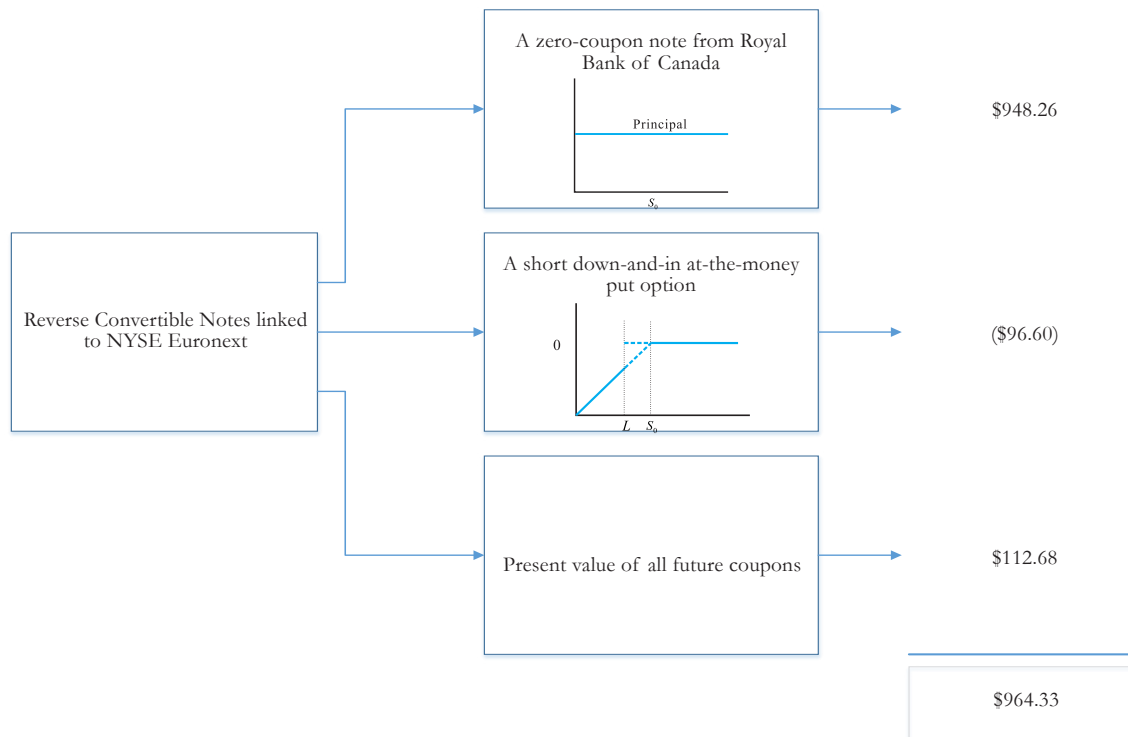 A zero-coupon note from Royal
Bank of Canada
Principal
S₀
$948.26
Reverse Convertible Notes linked
to NYSE Euronext
A short down-and-in at-the-money
put option
0
L S₀
($96.60)
Present value of all future coupons
$112.68
$964.33